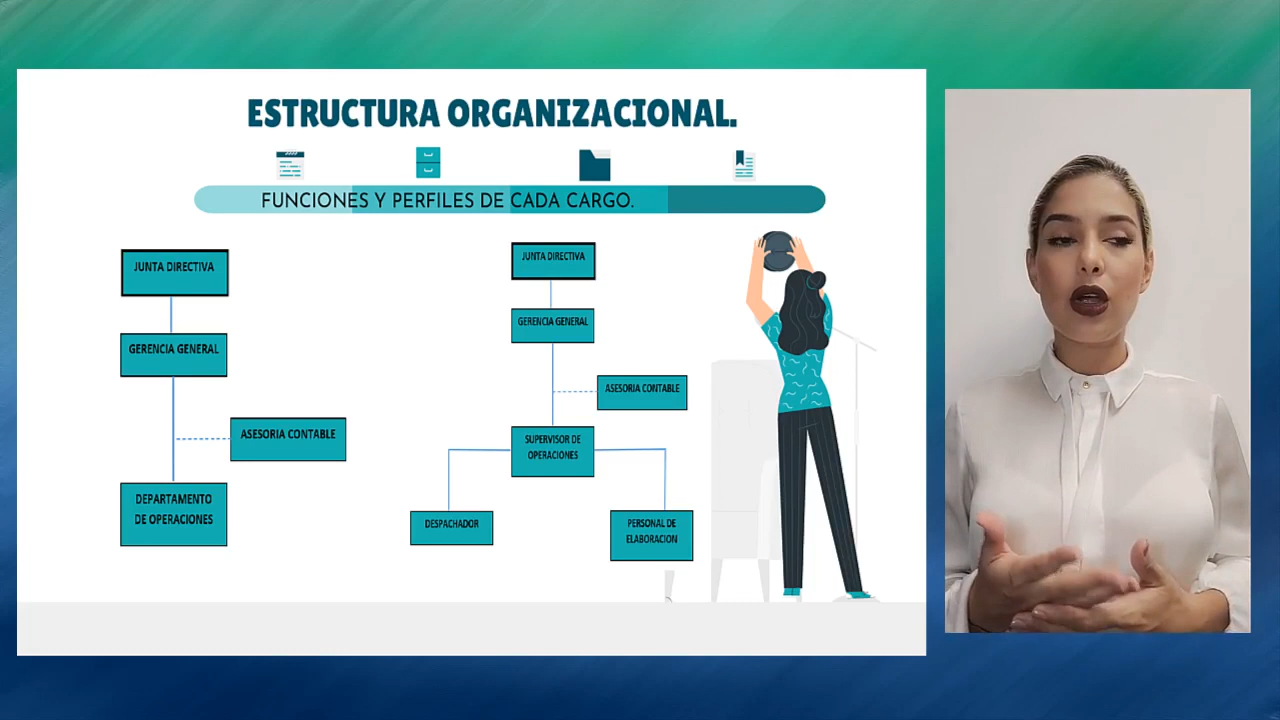 ESTRUCTURA ORGANIZACIONAL.
FUNCIONES Y PERFILES DE CADA CARGO.
JUNTA DIRECTIVA
GERENCIA GENERAL
ASESORIA CONTABLE
DEPARTAMENTO
DE OPERACIONES
JUNTA DIRECTIVA
GERENCIA GENERAL
ASESORIA CONTABLE
SUPERVISOR DE
OPERACIONES
DESPACHADOR
PERSONAL DE
ELABORACION